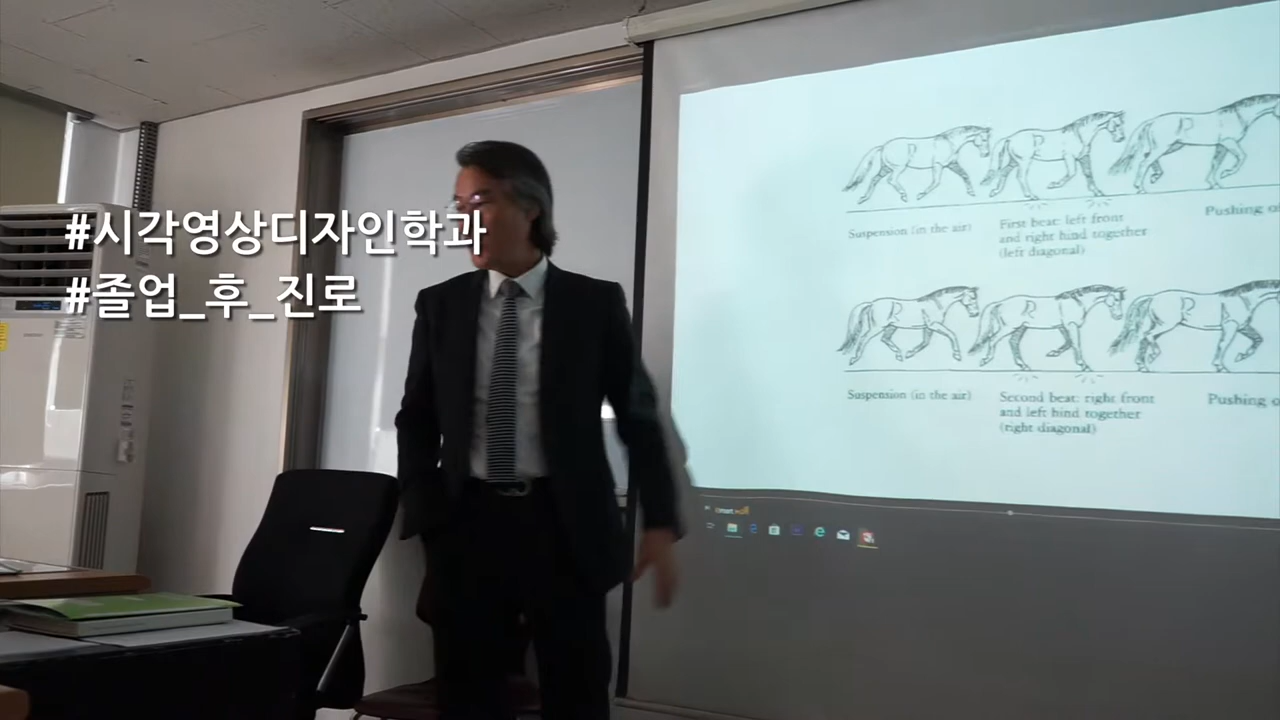 #시각영상디자인학과
#졸업_후_진로
Suspension (in the air)
First beat: left front
and right hind together
(left diagonal)
Pushing
Suspension (in the air)
Second beat: right front
and left hind together
(right diagonal)
Pushing